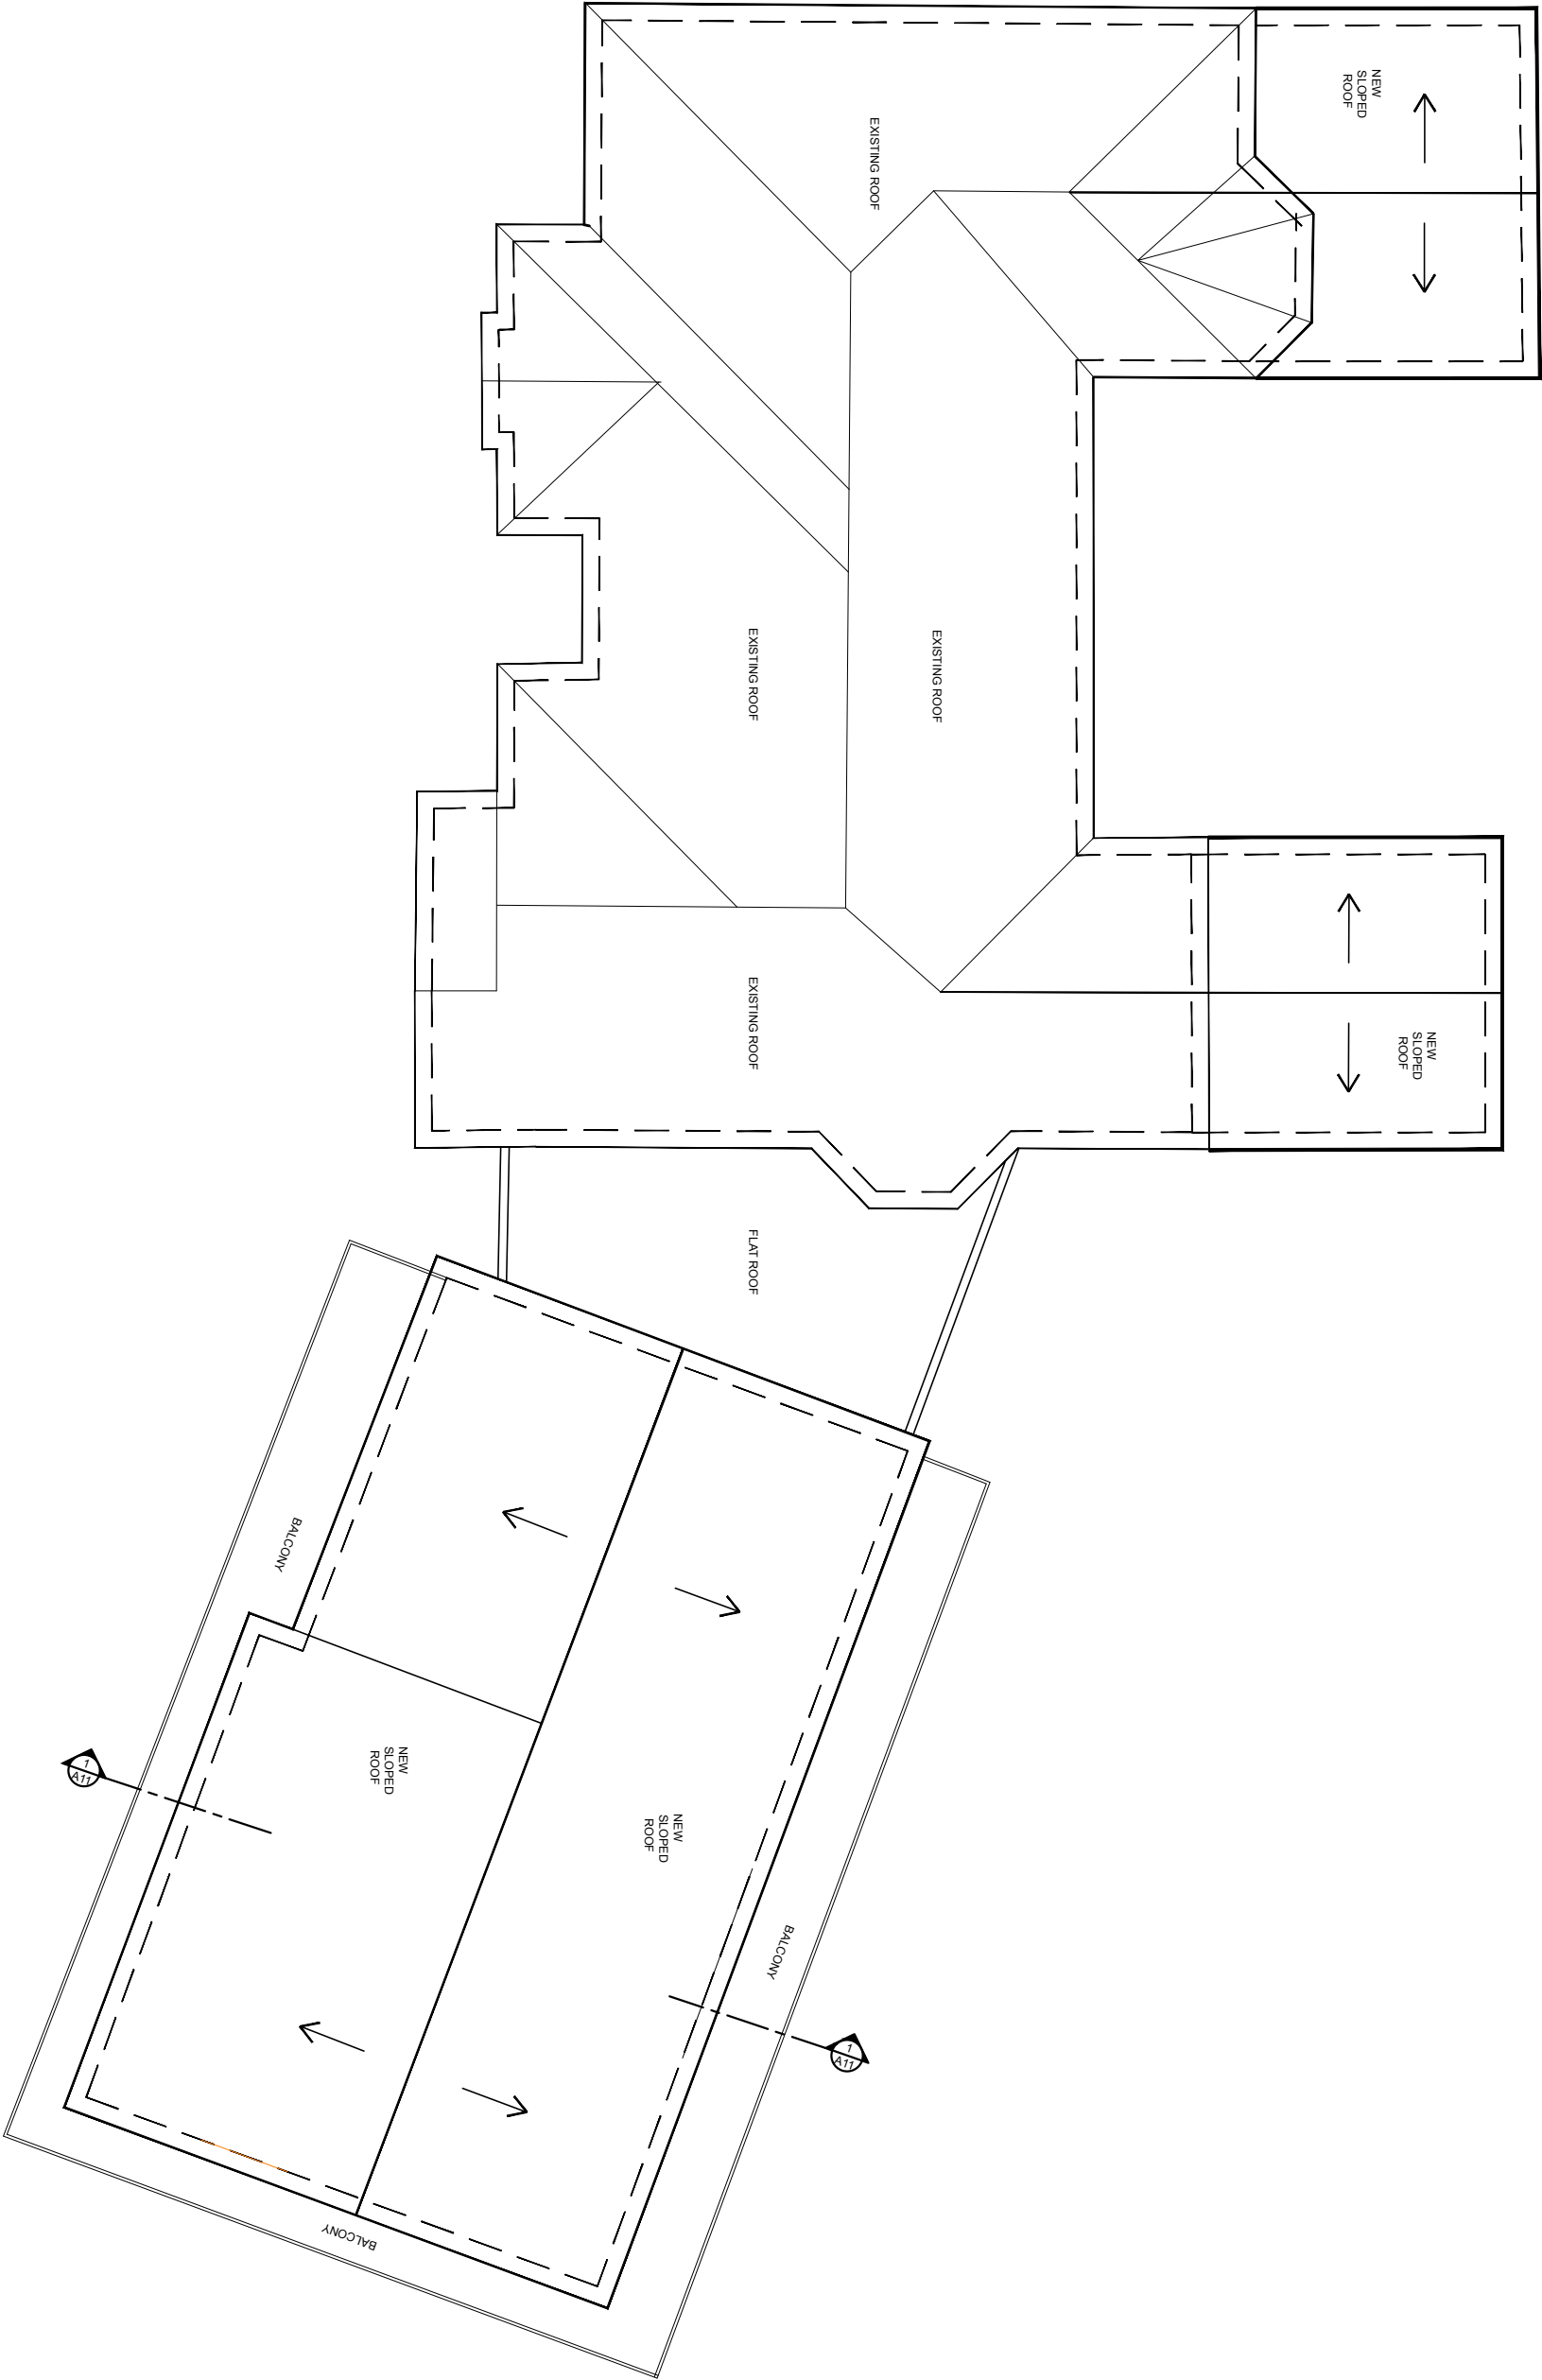 NEW
SLOPED
ROOF
EXISTING ROOF
EXISTING ROOF
EXISTING ROOF
EXISTING ROOF
NEW
SLOPED
ROOF
FLAT ROOF
BALCONY
NEW
SLOPED
ROOF
NEW
SLOPED
ROOF
BALCONY
1
A11
1
A11
BALCONY